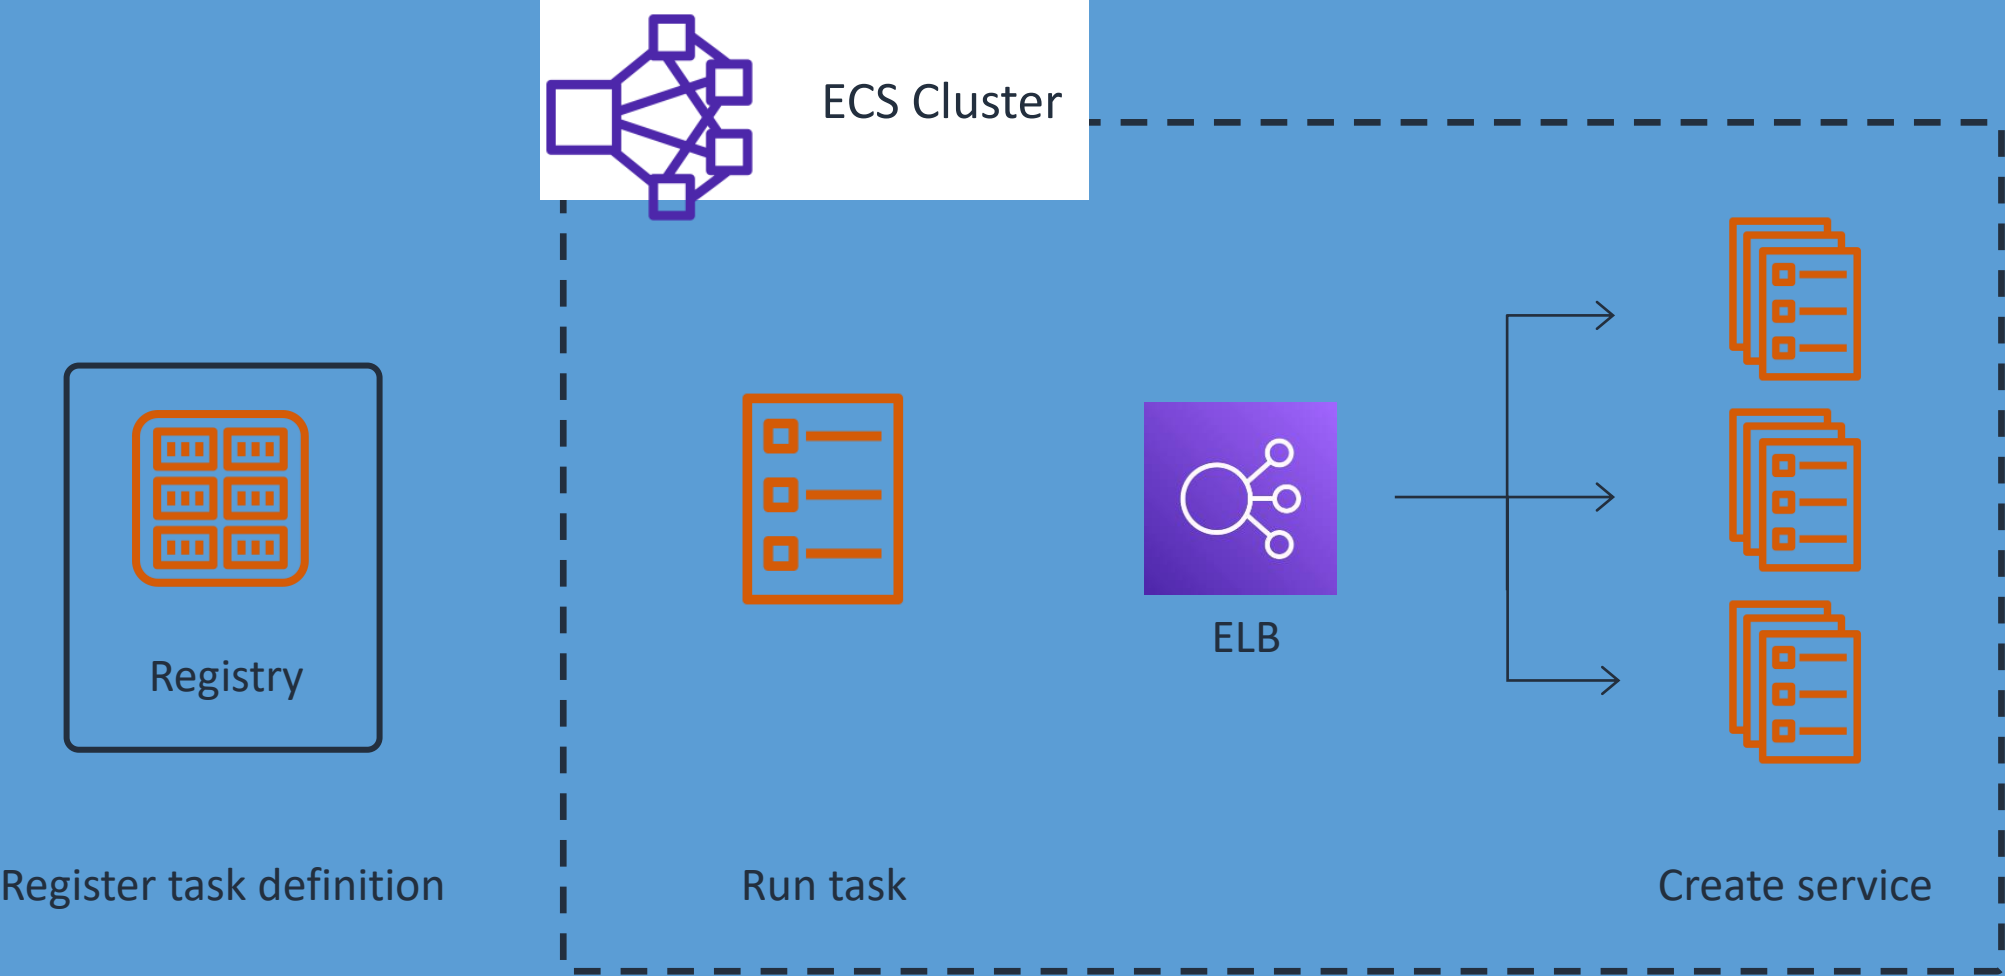 ECS Cluster
Registry
ELB
Register task definition
Run task
Create service